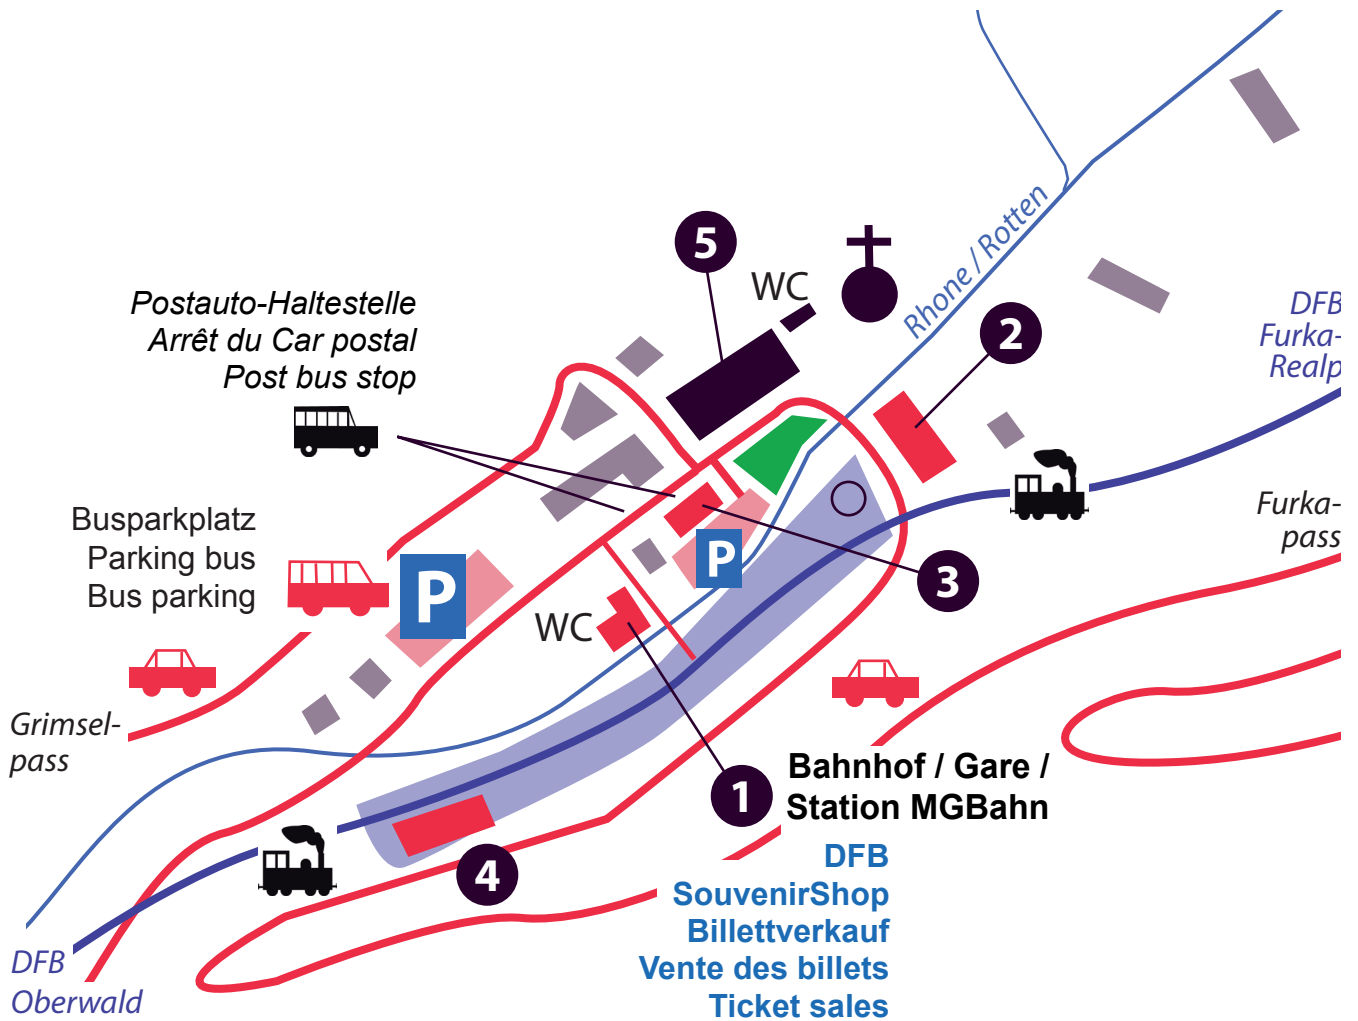 5
WC
Rhone / Rotten
2
Postauto-Haltestelle
Arrêt du Car postal
Post bus stop
DFB
Furka-
Realp
Busparkplatz
Parking bus
Bus parking
P
P
Furka-
pass
3
WC
Grimsel-
pass
1
Bahnhof / Gare /
Station MGBahn
DFB
SouvenirShop
Billettverkauf
Vente des billets
Ticket sales
4
DFB
Oberwald